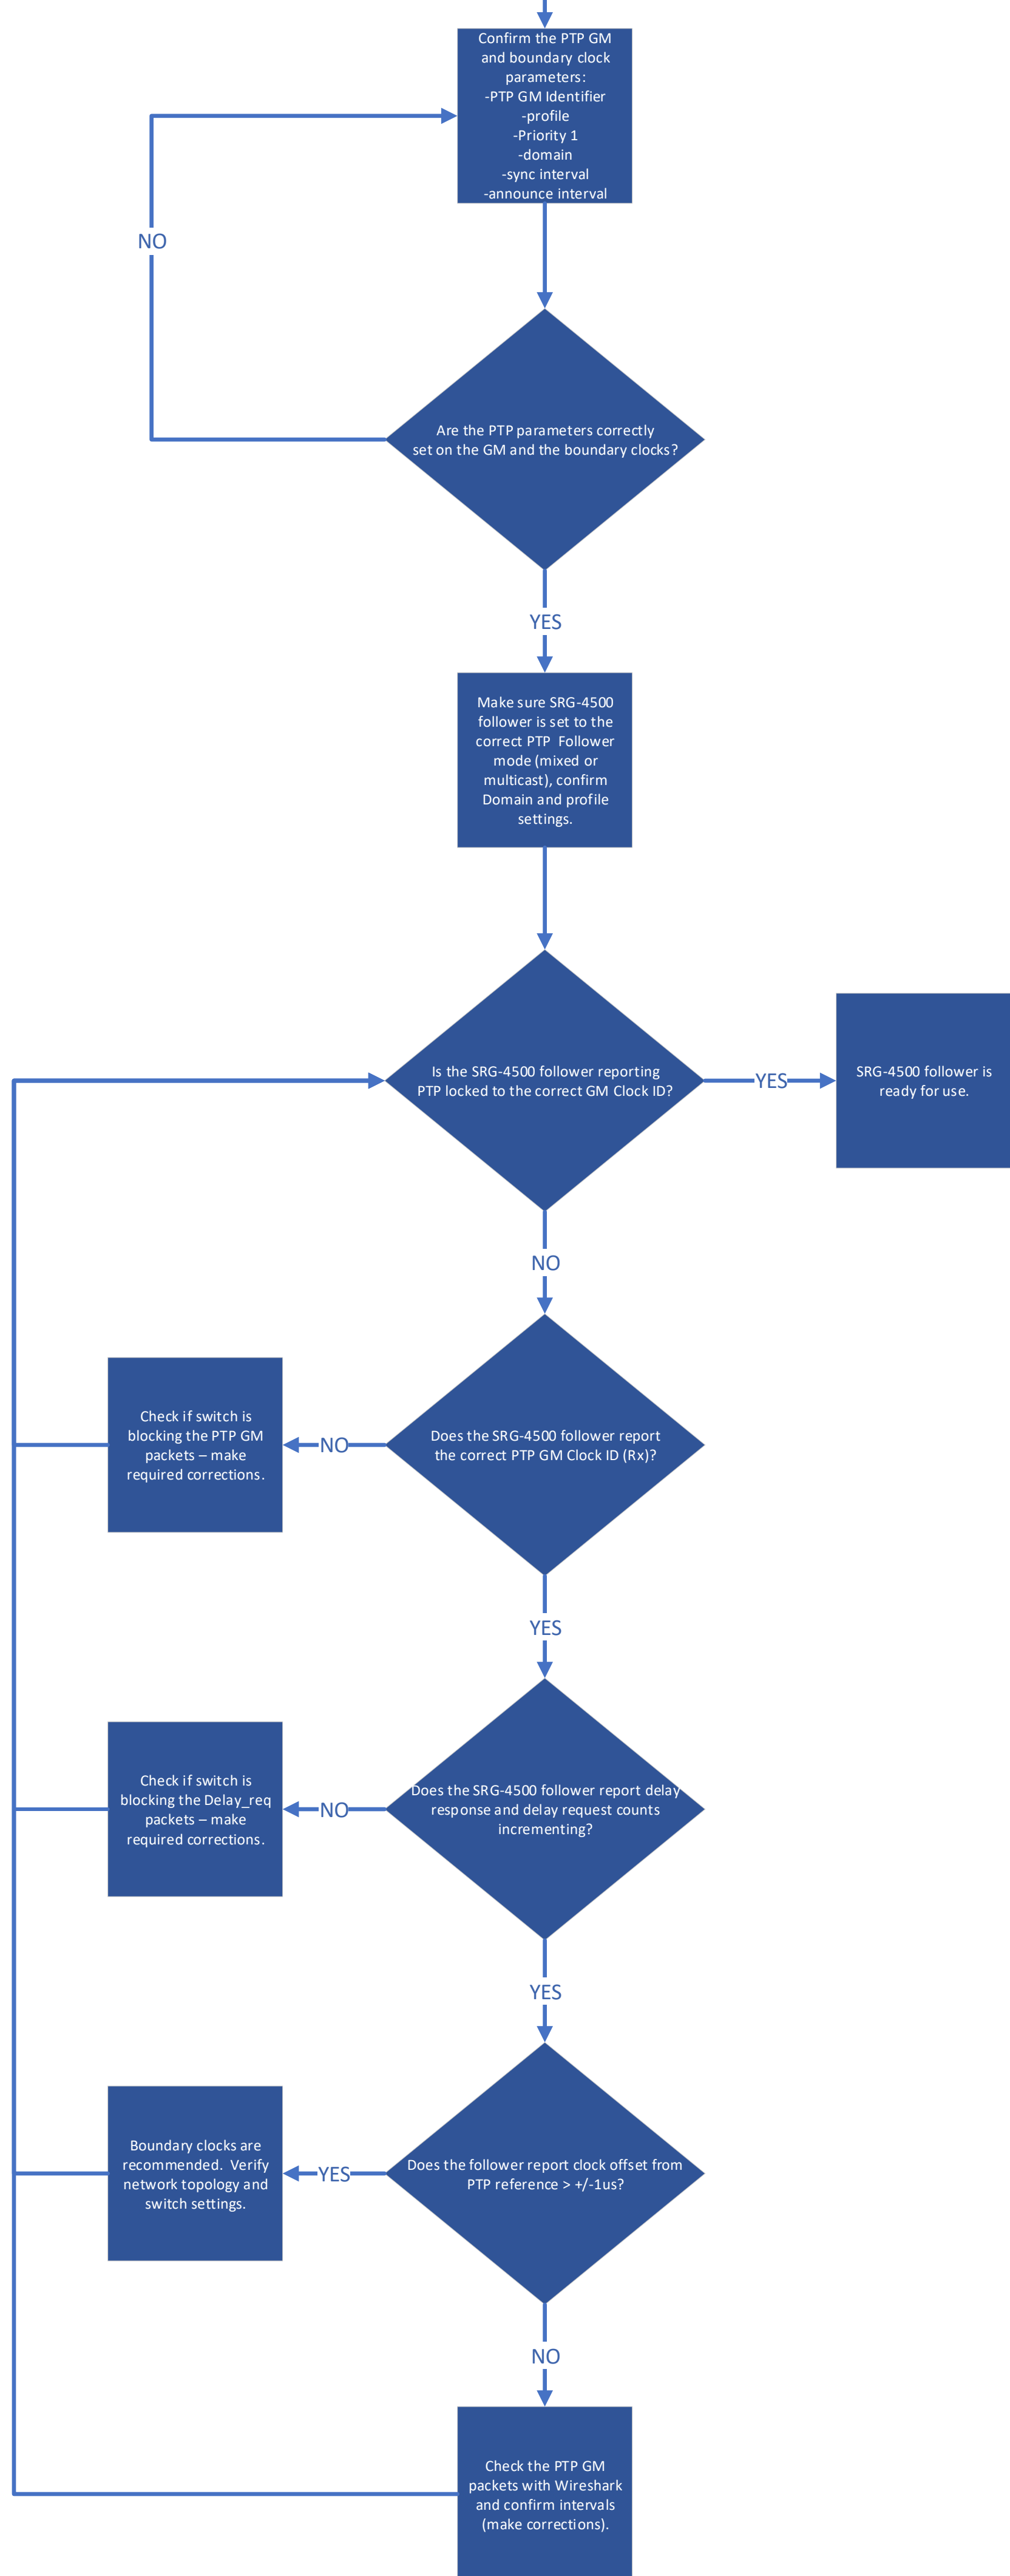 Confirm the PTP GM
and boundary clock
parameters:
-PTP GM Identifier
-profile
-Priority 1
-domain
-sync interval
-announce interval
NO
Are the PTP parameters correctly
set on the GM and the boundary clocks?
YES
Make sure SRG-4500
follower is set to the
correct PTP Follower
mode (mixed or
multicast), confirm
Domain and profile
settings.
Is the SRG-4500 follower reporting
PTP locked to the correct GM Clock ID?
YES
SRG-4500 follower is
ready for use.
NO
Does the SRG-4500 follower report
the correct PTP GM Clock ID (Rx)?
NO
Check if switch is
blocking the PTP GM
packets – make
required corrections.
YES
Does the SRG-4500 follower report delay
response and delay request counts
incrementing?
NO
Check if switch is
blocking the Delay_req
packets – make
required corrections.
YES
Does the follower report clock offset from
PTP reference > +/-1us?
YES
Boundary clocks are
recommended. Verify
network topology and
switch settings.
NO
Check the PTP GM
packets with Wireshark
and confirm intervals
(make corrections).